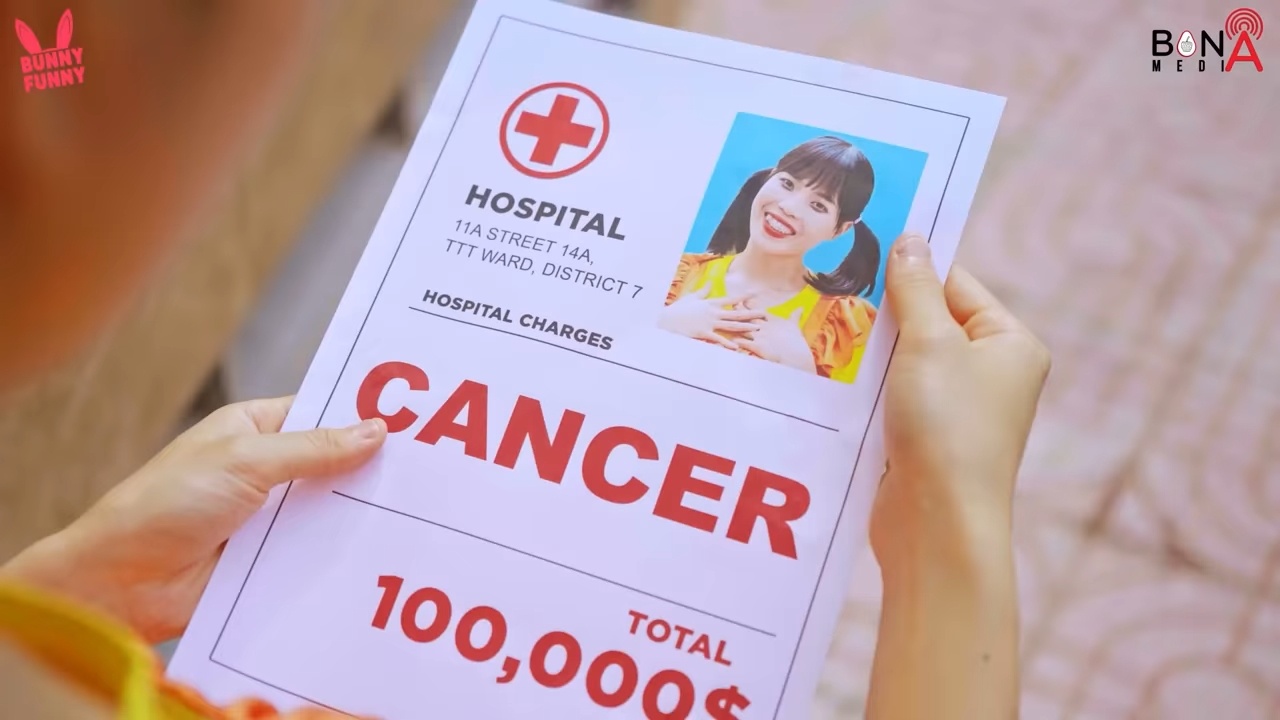 BUNNY
FUNNY
BONA
MEDIA
HOSPITAL
11A STREET 14A,
TTT WARD, DISTRICT 7
HOSPITAL CHARGES
CANCER
TOTAL
100,000$